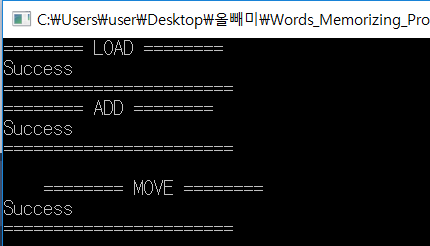 C:₩Users₩user₩Desktop₩올빼미₩Words_Memorizing_Pro
======== LOAD ========
Success
=======================
======== ADD ========
Success
=======================
======== MOVE ========
Success
=======================